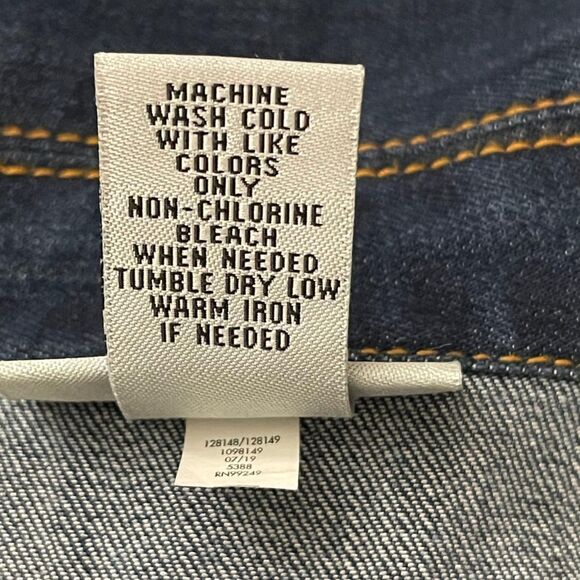 MACHINE
WASH COLD
WITH LIKE
COLORS
ONLY
NON-CHLORINE
BLEACH
WHEN NEEDED
TUMBLE DRY LOW
WARM IRON
IF NEEDED
128148/128149
1098149
07/19
5388
RN99249